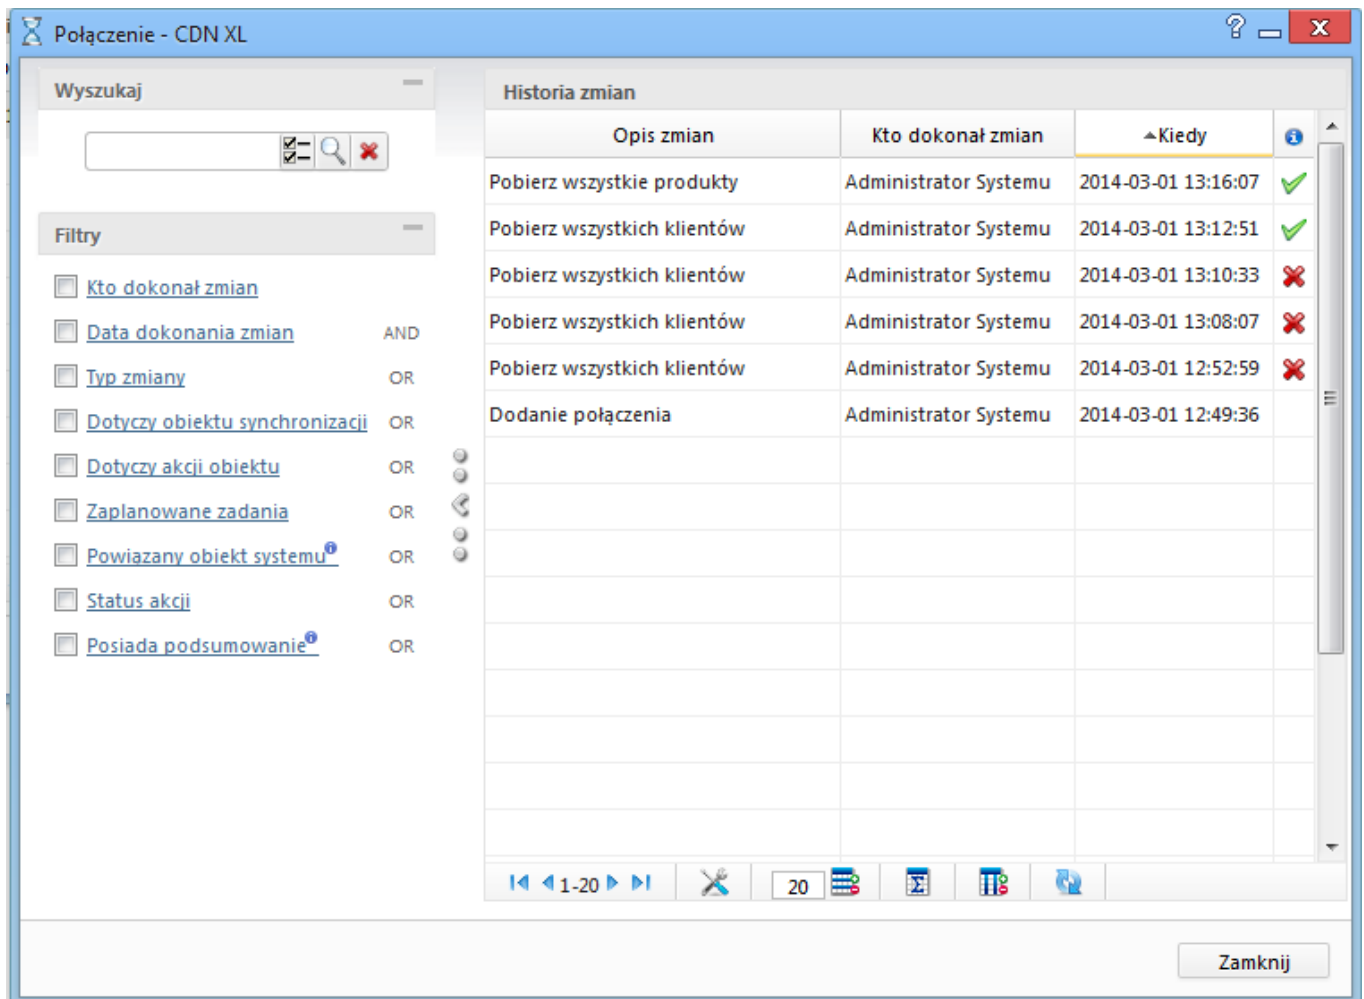 Połączenie - CDN XL
?
X
Wyszukaj
Filtry
Kto dokonał zmian
Data dokonania zmian AND
Typ zmiany OR
Dotyczy obiektu synchronizacji OR
Dotyczy akcji obiektu OR
Zaplanowane zadania OR
Powiazany obiekt systemu OR
Status akcji OR
Posiada podsumowanie OR
Historia zmian
Opis zmian Kto dokonał zmian Kiedy
Pobierz wszystkie produkty Administrator Systemu 2014-03-01 13:16:07
Pobierz wszystkich klientów Administrator Systemu 2014-03-01 13:12:51
Pobierz wszystkich klientów Administrator Systemu 2014-03-01 13:10:33
Pobierz wszystkich klientów Administrator Systemu 2014-03-01 13:08:07
Pobierz wszystkich klientów Administrator Systemu 2014-03-01 12:52:59
Dodanie połączenia Administrator Systemu 2014-03-01 12:49:36
1-20 20 Σ
Zamknij